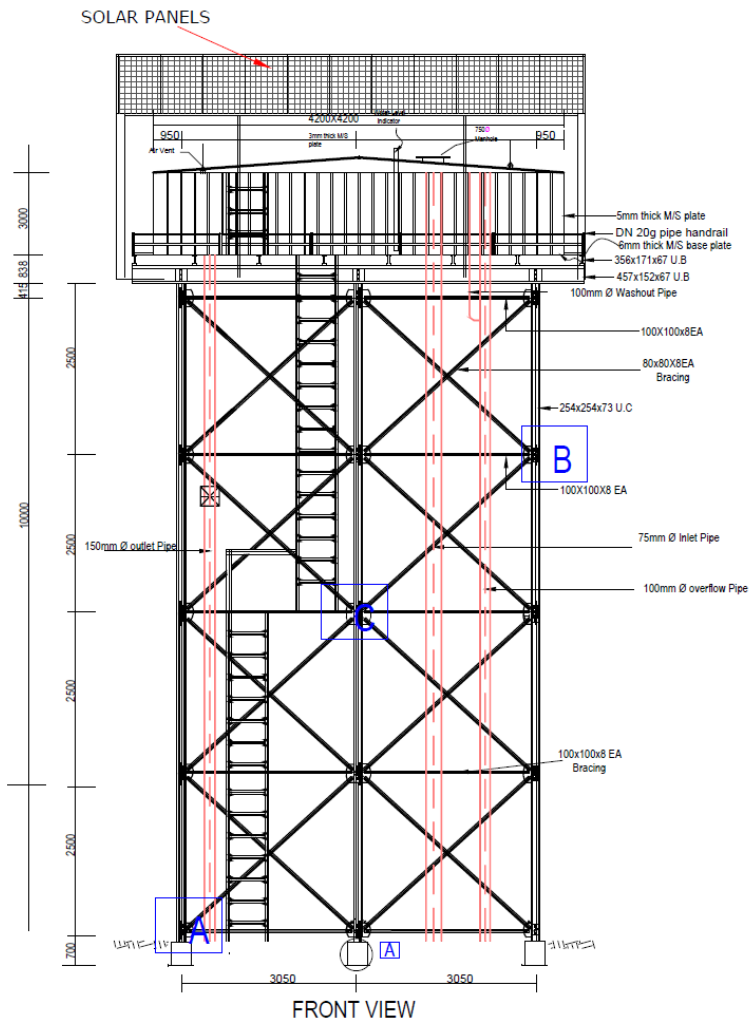 SOLAR PANELS
4200X4200
Water Level
Indicator
950
3mm thick M/S
plate
750∅
Manhole
950
Air Vent
3000
5mm thick M/S plate
DN 20g pipe handrail
6mm thick M/S base plate
356x171x67 U.B
838
457x152x67 U.B
415
100mm Ø Washout Pipe
100X100x8EA
2500
80x80X8EA
Bracing
254x254x73 U.C
B
100X100X8 EA
10000
2500
150mm Ø outlet Pipe
75mm Ø Inlet Pipe
100mm Ø overflow Pipe
C
2500
100x100x8 EA
Bracing
2500
A
A
700
3050
3050
FRONT VIEW